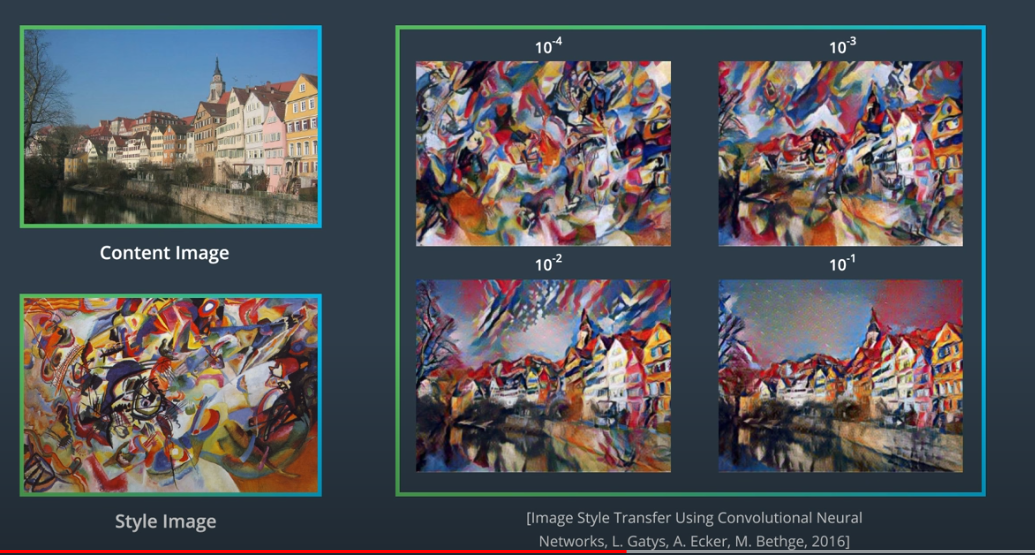 10-4
10-3
Content Image
10-2
10-1
Style Image
[Image Style Transfer Using Convolutional Neural
Networks, L. Gatys, A. Ecker, M. Bethge, 2016]